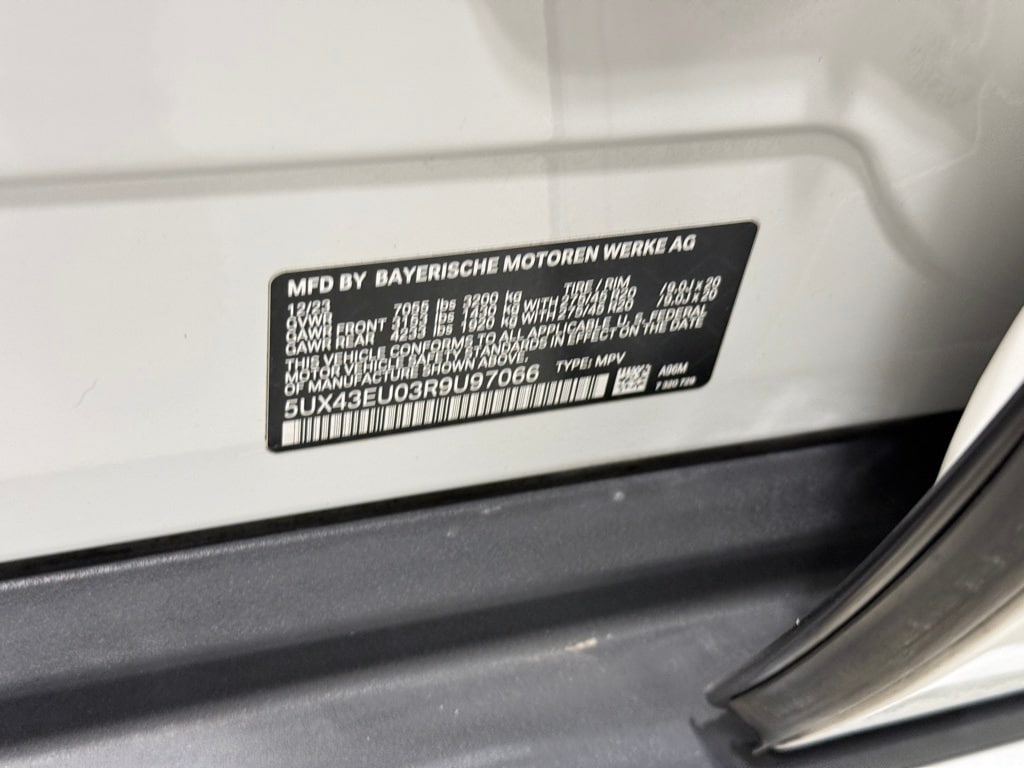 MFD BY BAYERISCHE MOTOREN WERKE AG
12/23 TIRE / RIM
GVWR 7055 lbs 3200 kg
GAWR FRONT 3153 lbs 1430 kg WITH 275/45 R20 /9.0J x 20
GAWR REAR 4233 lbs 1920 kg WITH 275/45 R20 /9.0J x 20
THIS VEHICLE CONFORMS TO ALL APPLICABLE U. S. FEDERAL
MOTOR VEHICLE SAFETY STANDARDS IN EFFECT ON THE DATE
OF MANUFACTURE SHOWN ABOVE.
5UX43EU03R9U97066 TYPE: MPV
A96M